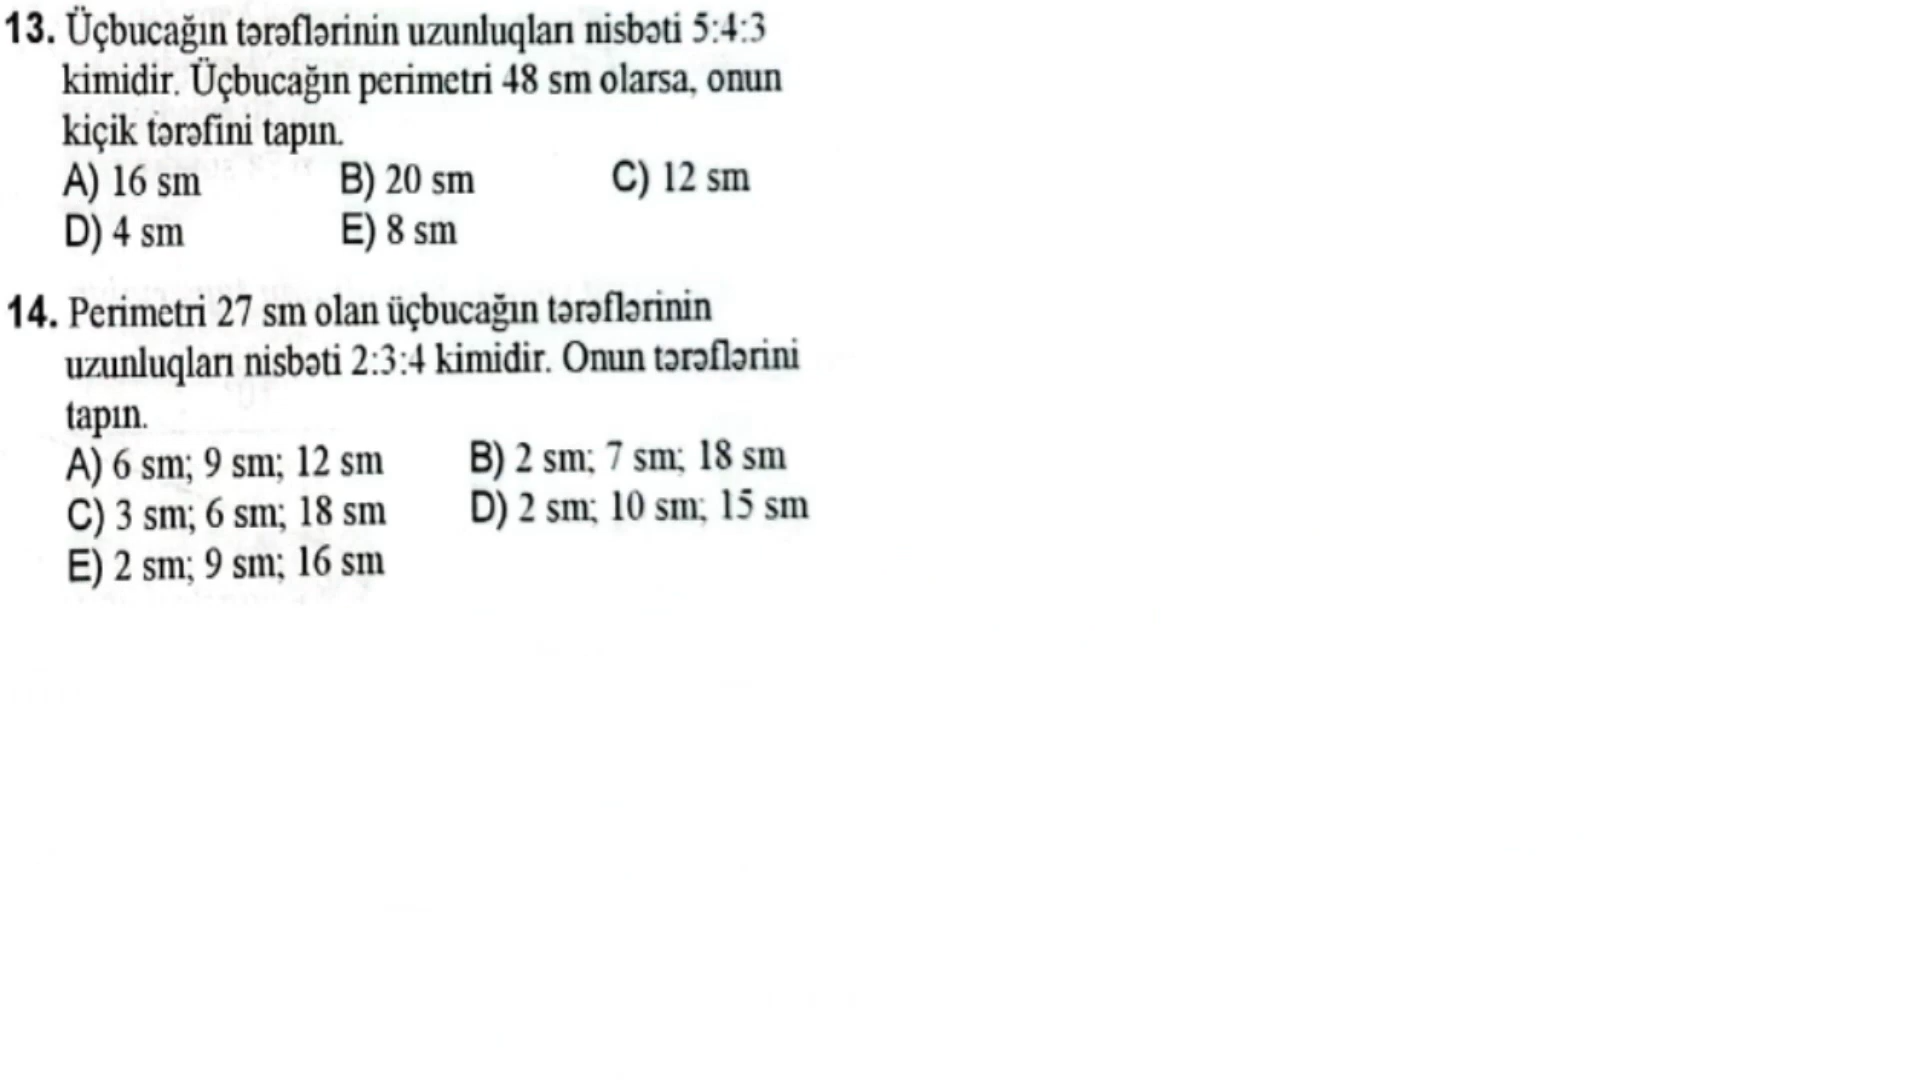 13. Üçbucağın tərəflərinin uzunluqları nisbəti 5:4:3
kimidir. Üçbucağın perimetri 48 sm olarsa, onun
kiçik tərəfini tapın.
A) 16 sm B) 20 sm C) 12 sm
D) 4 sm E) 8 sm
14. Perimetri 27 sm olan üçbucağın tərəflərinin
uzunluqları nisbəti 2:3:4 kimidir. Onun tərəflərini
tapın.
A) 6 sm; 9 sm; 12 sm B) 2 sm; 7 sm; 18 sm
C) 3 sm; 6 sm; 18 sm D) 2 sm; 10 sm; 15 sm
E) 2 sm; 9 sm; 16 sm